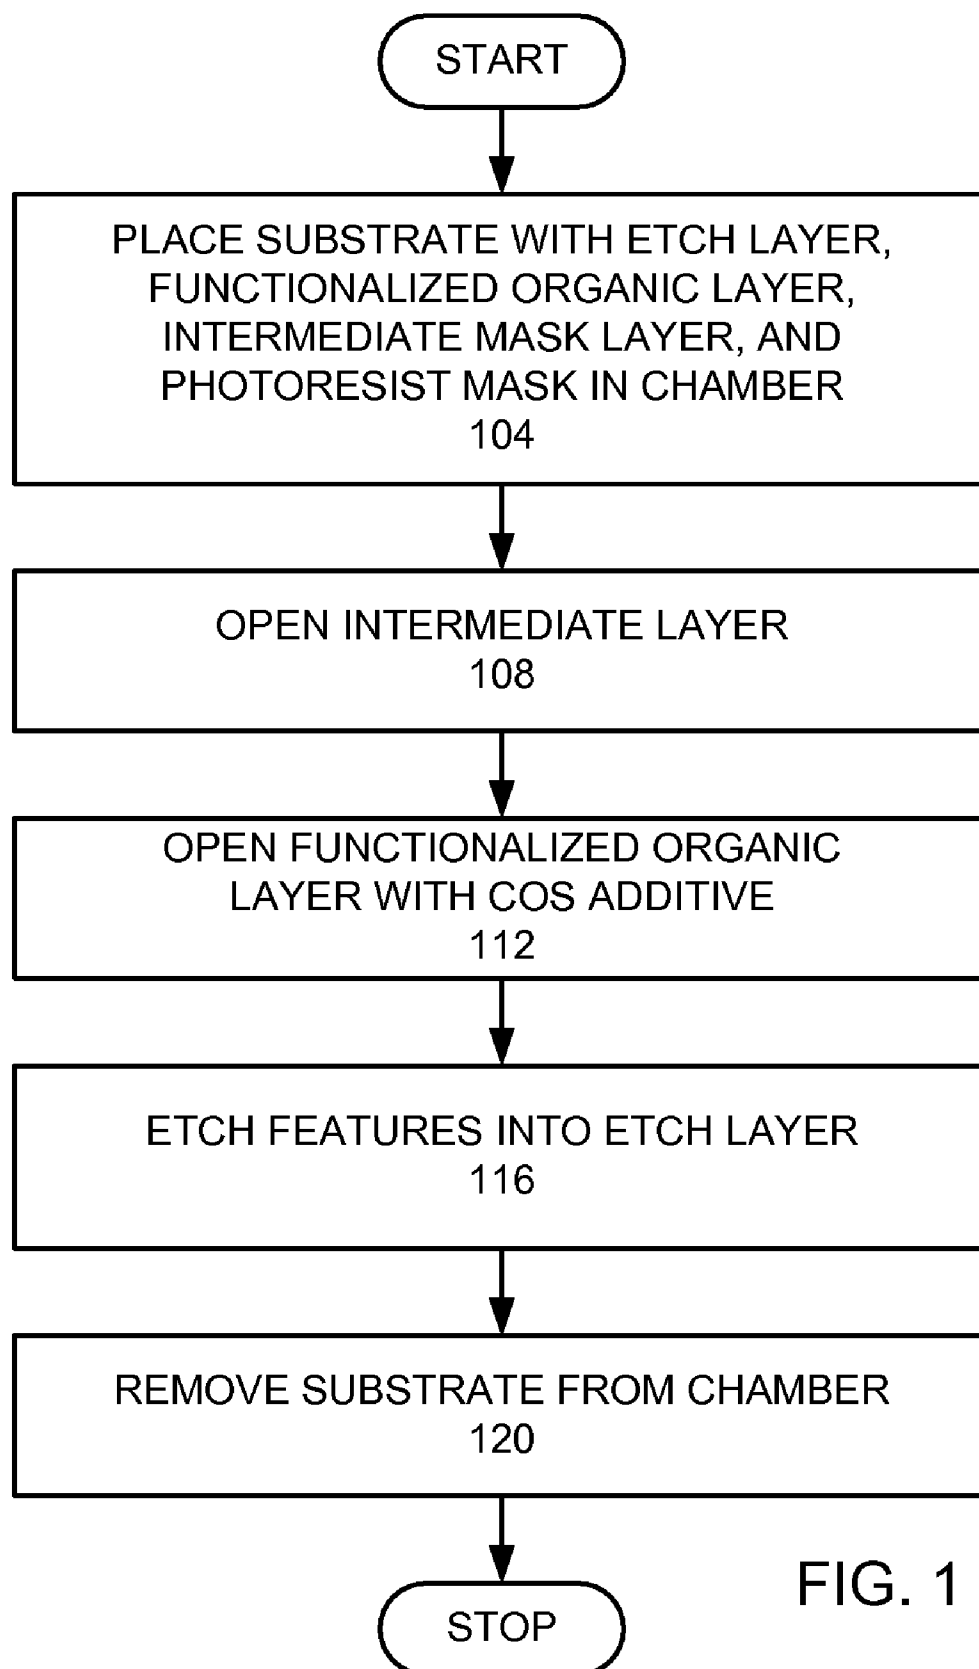 START
PLACE SUBSTRATE WITH ETCH LAYER,
FUNCTIONALIZED ORGANIC LAYER,
INTERMEDIATE MASK LAYER, AND
PHOTORESIST MASK IN CHAMBER
104
OPEN INTERMEDIATE LAYER
108
OPEN FUNCTIONALIZED ORGANIC
LAYER WITH COS ADDITIVE
112
ETCH FEATURES INTO ETCH LAYER
116
REMOVE SUBSTRATE FROM CHAMBER
120
FIG. 1
STOP